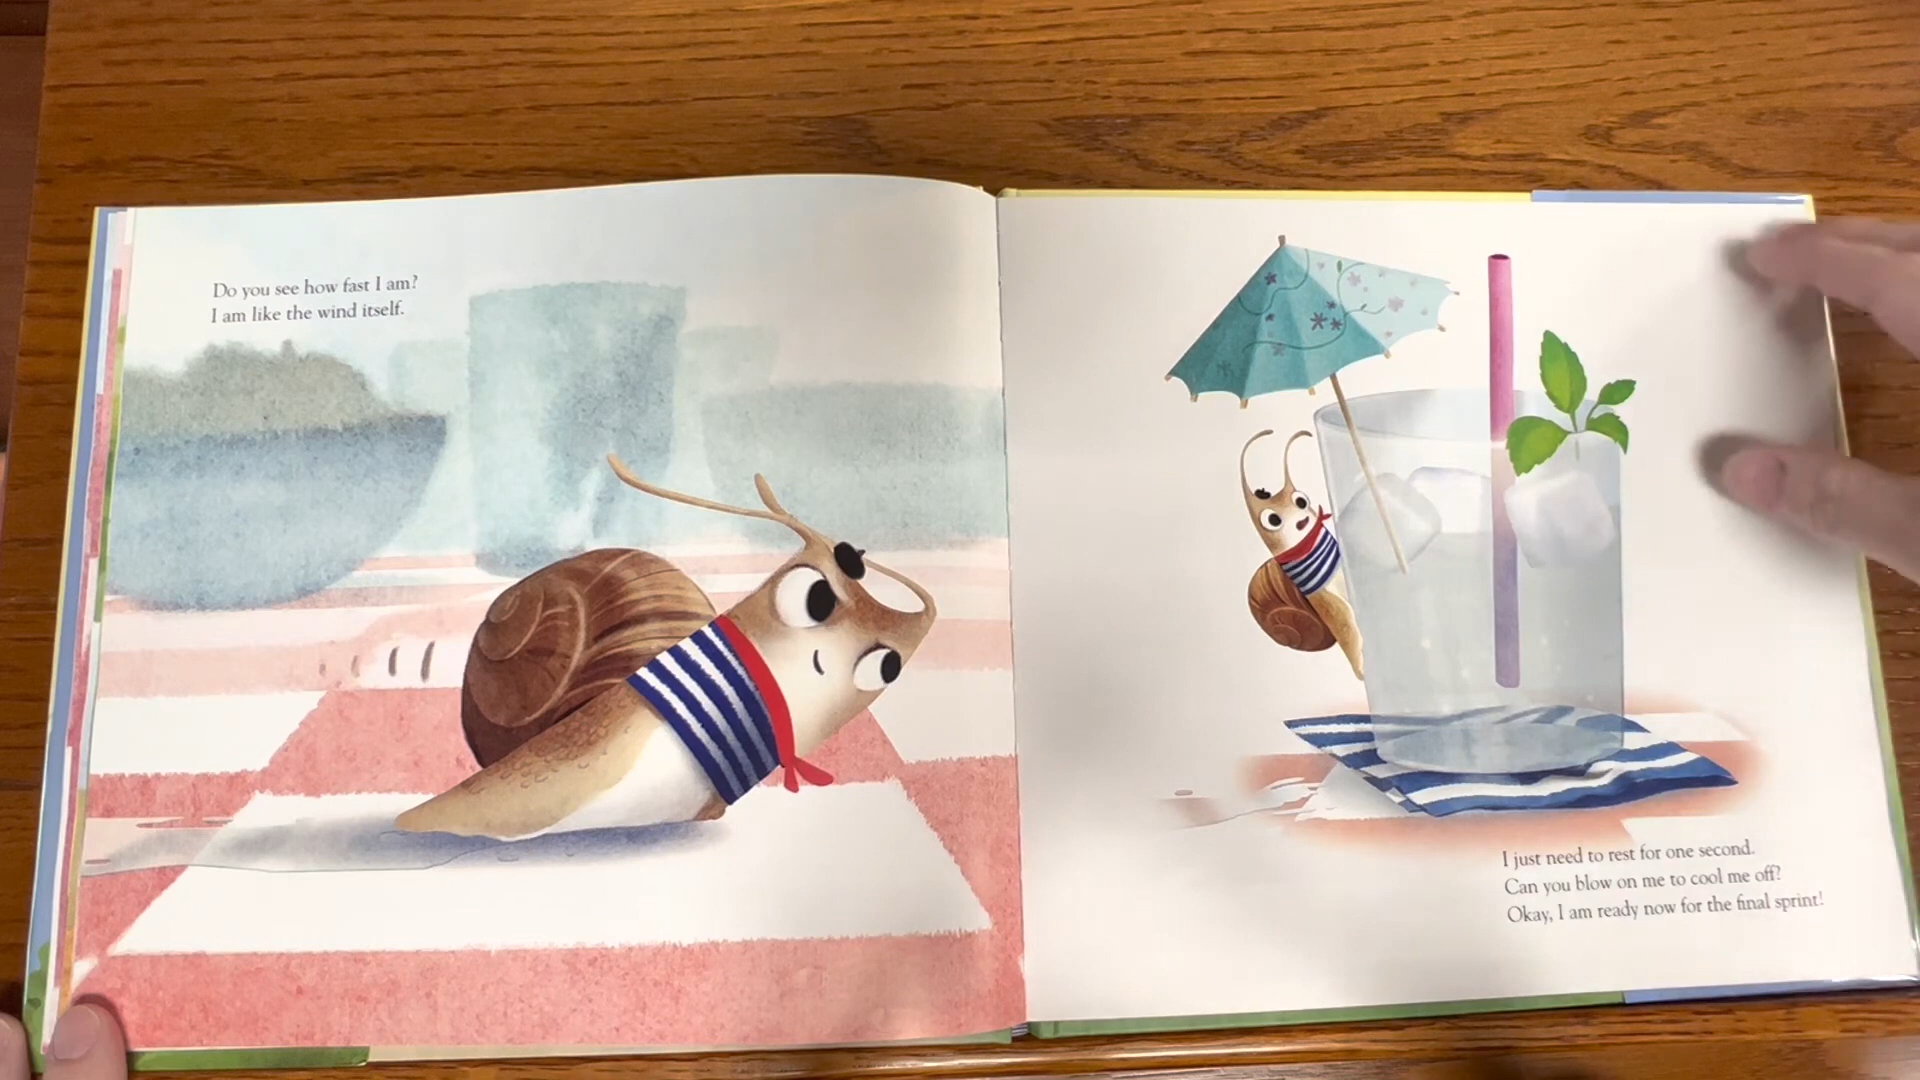 Do you see how fast I am?
I am like the wind itself.
I just need to rest for one second.
Can you blow on me to cool me off?
Okay, I am ready now for the final sprint!